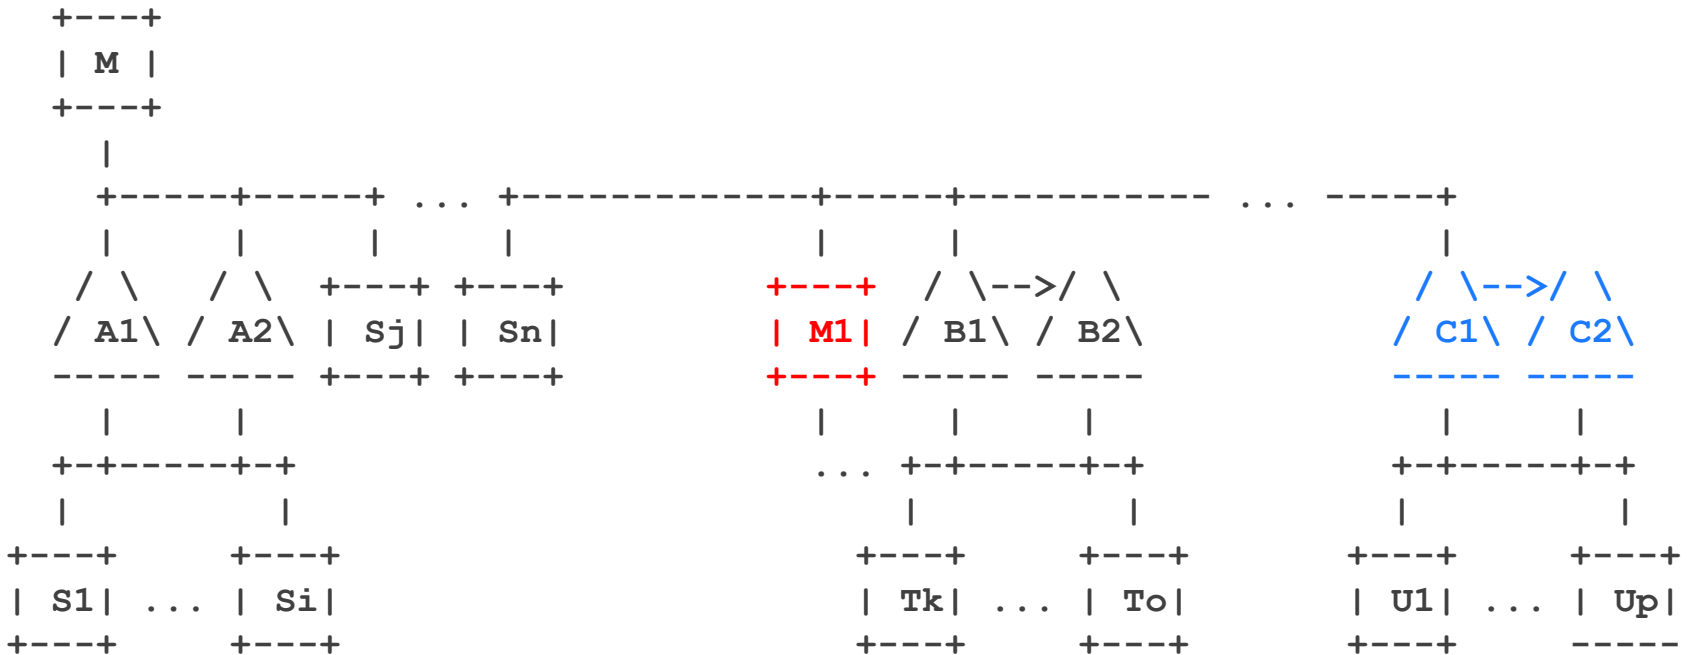 +----+
   | M |
   +----+
     |
     +------+------+ ... +--------------+------+----------- ... -----+
     |      |      |     |              |      |                     |
    / \    / \  +----+ +----+        +----+  / \-->/ \             / \-->/ \
   / A1\ / A2\ | Sj| | Sn|          | M1| / B1\ / B2\            / C1\ / C2\
   ----- ----- +----+ +----+        +----+ ----- -----            ----- -----
     |      |                           |      |      |              |      |
   +-+------+-+                        ... +-+------+-+            +-+------+-+
   |          |                            |          |            |          |
+----+     +----+                       +----+     +----+       +----+     +----+
| S1| ... | Si|                         | Tk| ... | To|         | U1| ... | Up|
+----+     +----+                       +----+     +----+       +----+      -----